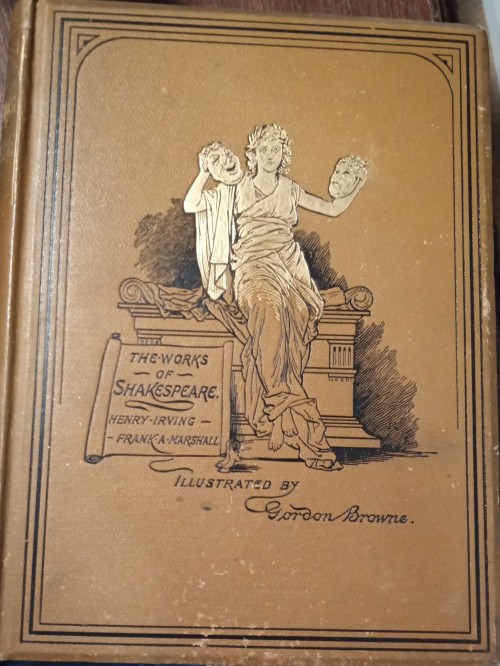 THE·WORKS
— OF —
SHAKESPEARE.
HENRY·IRVING —
— FRANK·A·MARSHALL
ILLUSTRATED BY
Gordon Browne.